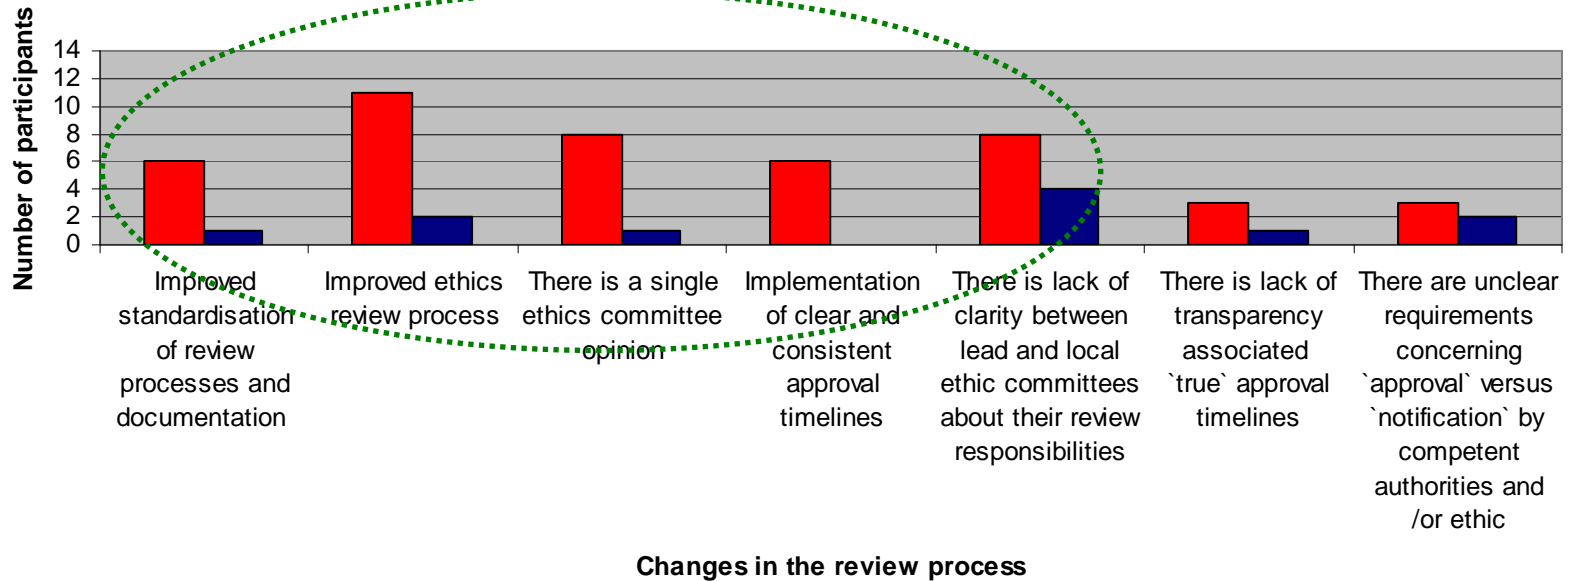 Number of participants
14
12
10
8
6
4
2
0
Improved
standardisation
of review
processes and
documentation
Improved ethics
review process
There is a single
ethics committee
opinion
Implementation
of clear and
consistent
approval
timelines
There is lack of
clarity between
lead and local
ethic committees
about their review
responsibilities
There is lack of
transparency
associated
`true` approval
timelines
There are unclear
requirements
concerning
`approval` versus
`notification` by
competent
authorities and
/or ethic
Changes in the review process